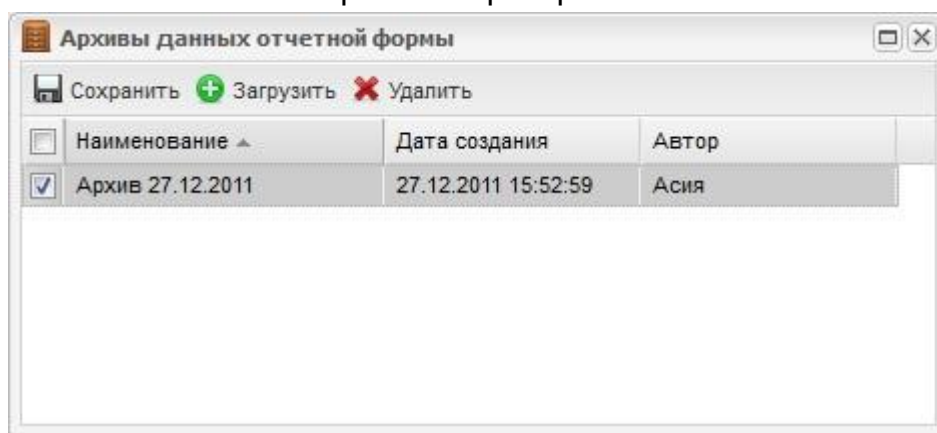 Архивы данных отчетной формы
Сохранить Загрузить Удалить
Наименование Дата создания Автор
Архив 27.12.2011 27.12.2011 15:52:59 Асия